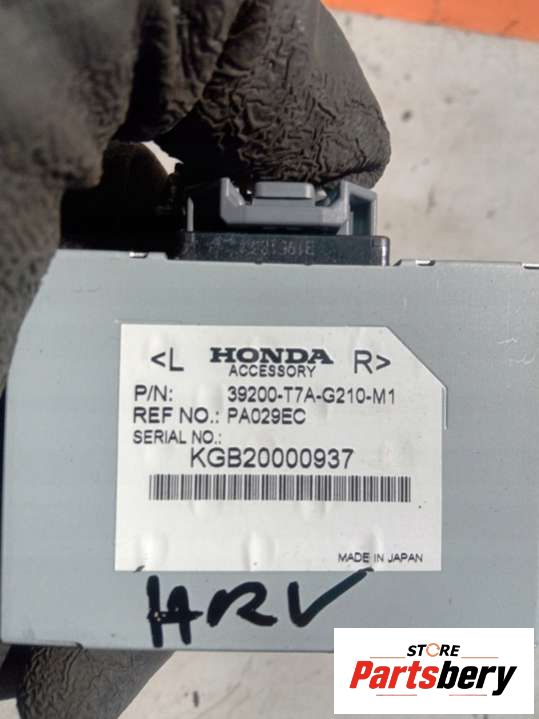 <L HONDA R>
ACCESSORY
P/N: 39200-T7A-G210-M1
REF NO.: PA029EC
SERIAL NO.:
KGB20000937
MADE IN JAPAN
HRV
STORE
Partsbery